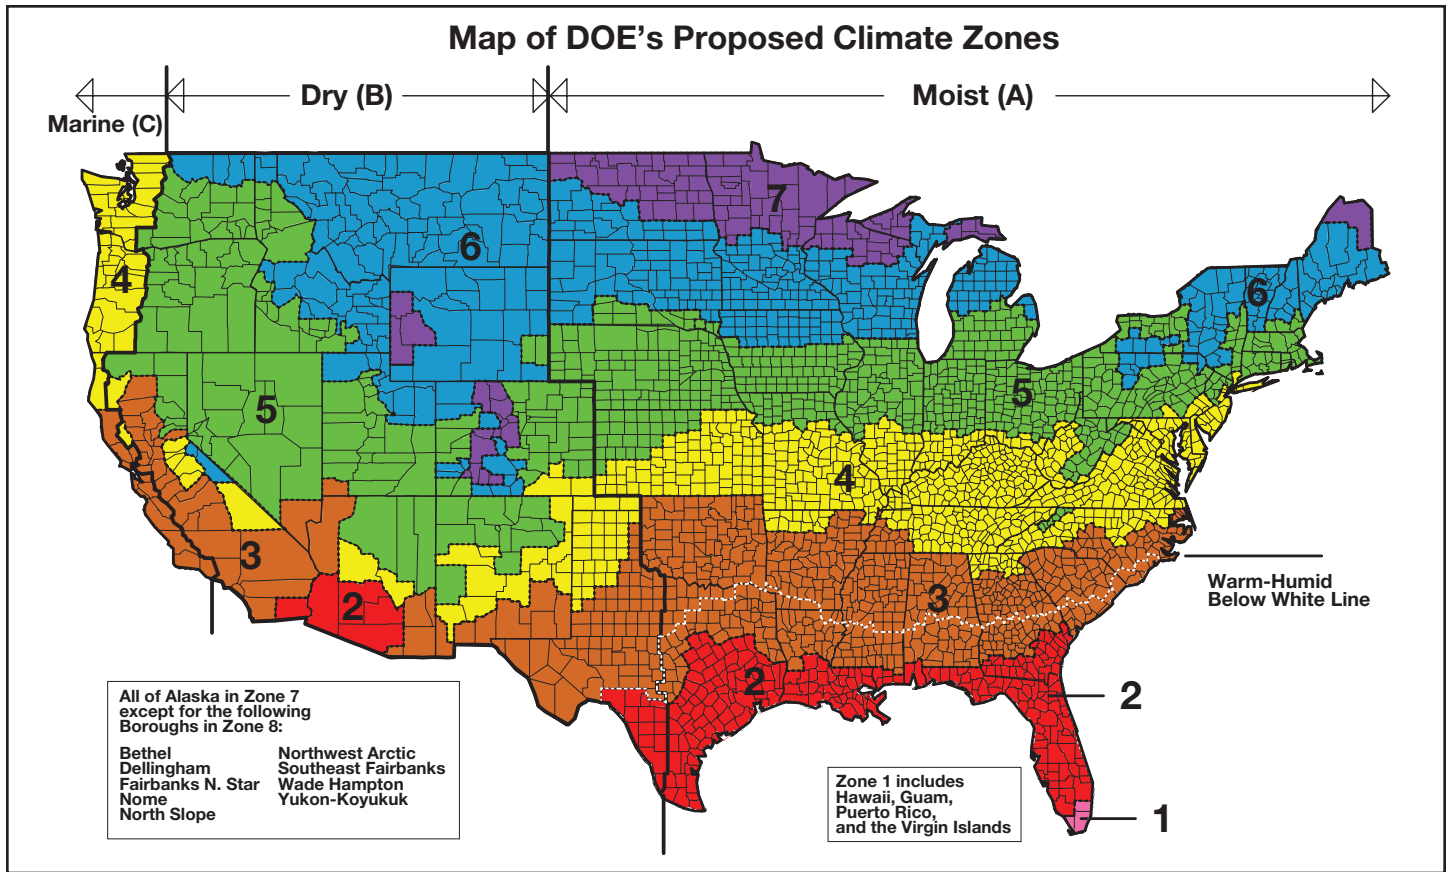 Map of DOE's Proposed Climate Zones
Marine (C)
Dry (B)
Moist (A)
7
6
4
6
5
5
4
3
3
2
2
Warm-Humid
Below White Line
2
1
All of Alaska in Zone 7
except for the following
Boroughs in Zone 8:
Bethel
Dellingham
Fairbanks N. Star
Nome
North Slope
Northwest Arctic
Southeast Fairbanks
Wade Hampton
Yukon-Koyukuk
Zone 1 includes
Hawaii, Guam,
Puerto Rico,
and the Virgin Islands